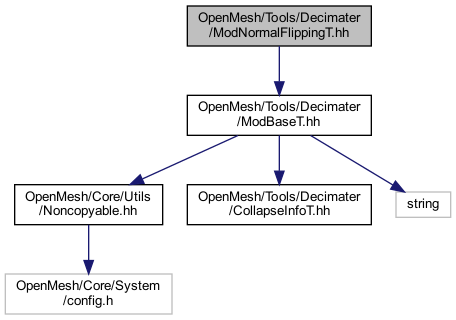 OpenMesh/Tools/Decimater
/ModNormalFlippingT.hh
OpenMesh/Tools/Decimater
/ModBaseT.hh
OpenMesh/Core/Utils
/Noncopyable.hh
OpenMesh/Tools/Decimater
/CollapseInfoT.hh
string
OpenMesh/Core/System
/config.h